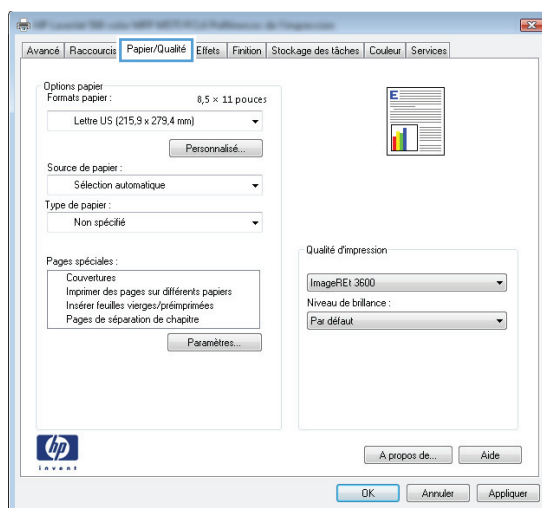 Avancé Raccourcis Papier/Qualité Effets Finition Stockage des tâches Couleur Services
Options papier
Formats papier :
8,5 × 11 pouces
Lettre US (215,9 x 279,4 mm)
Personnalisé...
Source de papier :
Sélection automatique
Type de papier :
Non spécifié
Pages spéciales :
Couvertures
Imprimer des pages sur différents papiers
Insérer feuilles vierges/préimprimées
Pages de séparation de chapitre
Paramètres...
E
Qualité d'impression
ImageREt 3600
Niveau de brillance :
Par défaut
hp
invent
A propos de... Aide
OK Annuler Appliquer